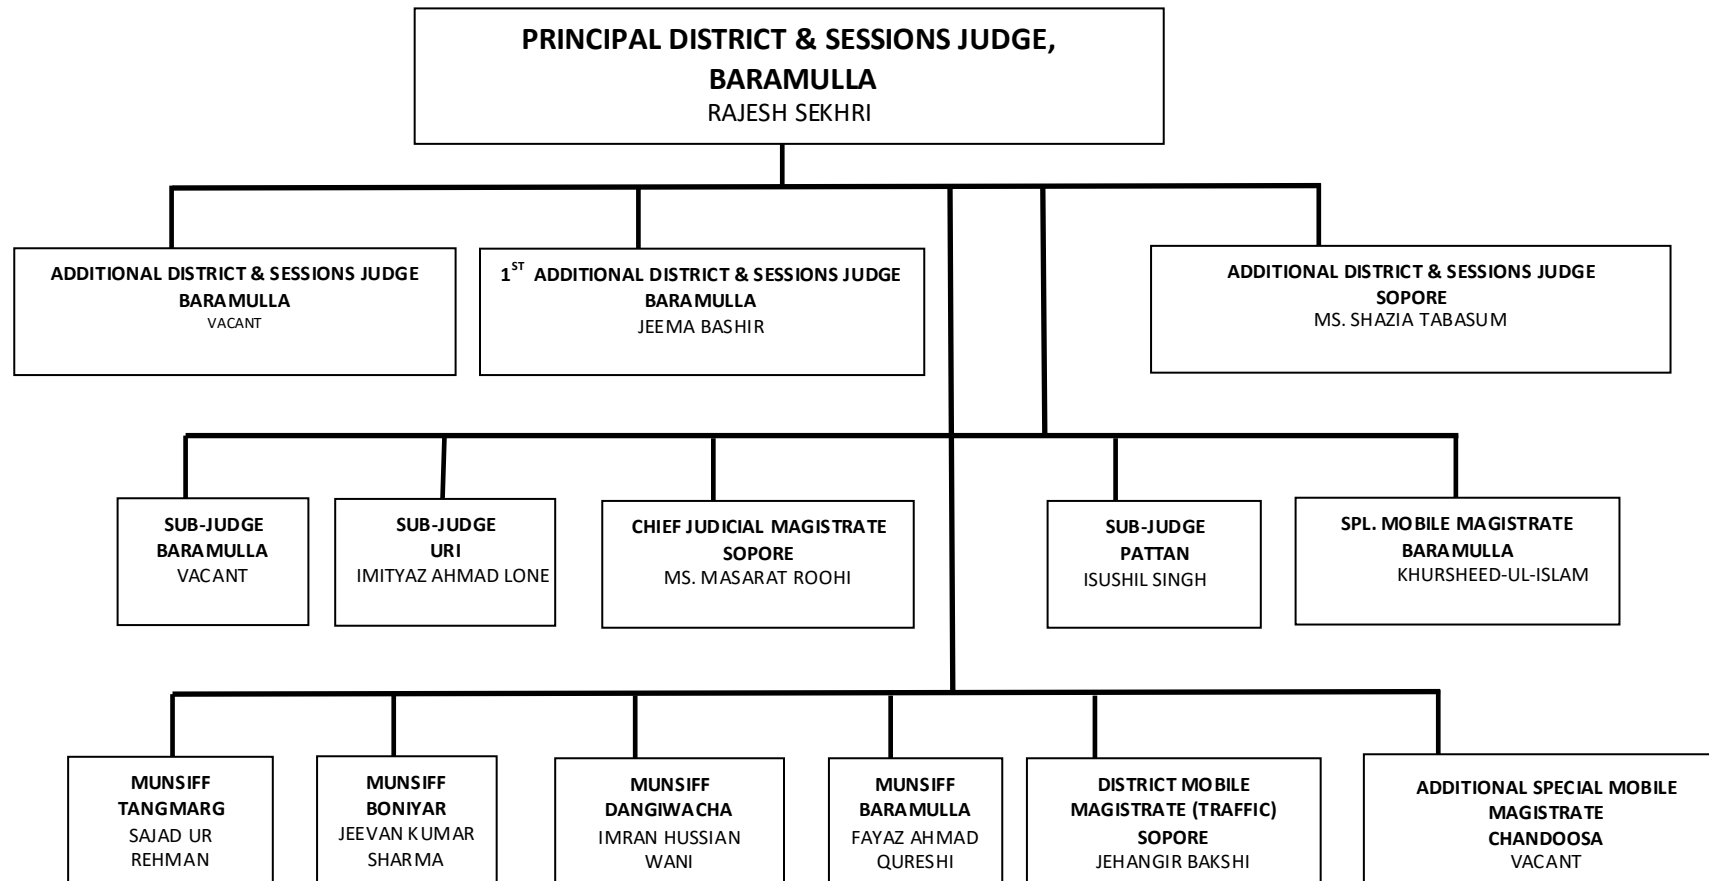 PRINCIPAL DISTRICT & SESSIONS JUDGE,
BARAMULLA
RAJESH SEKHRI
ADDITIONAL DISTRICT & SESSIONS JUDGE
BARAMULLA
VACANT
1ST ADDITIONAL DISTRICT & SESSIONS JUDGE
BARAMULLA
JEEMA BASHIR
ADDITIONAL DISTRICT & SESSIONS JUDGE
SOPORE
MS. SHAZIA TABASUM
SUB-JUDGE
BARAMULLA
VACANT
SUB-JUDGE
URI
IMITYAZ AHMAD LONE
CHIEF JUDICIAL MAGISTRATE
SOPORE
MS. MASARAT ROOHI
SUB-JUDGE
PATTAN
ISUSHIL SINGH
SPL. MOBILE MAGISTRATE
BARAMULLA
KHURSHEED-UL-ISLAM
MUNSIFF
TANGMARG
SAJAD UR
REHMAN
MUNSIFF
BONIYAR
JEEVAN KUMAR
SHARMA
MUNSIFF
DANGIWACHA
IMRAN HUSSIAN
WANI
MUNSIFF
BARAMULLA
FAYAZ AHMAD
QURESHI
DISTRICT MOBILE
MAGISTRATE (TRAFFIC)
SOPORE
JEHANGIR BAKSHI
ADDITIONAL SPECIAL MOBILE
MAGISTRATE
CHANDOOSA
VACANT